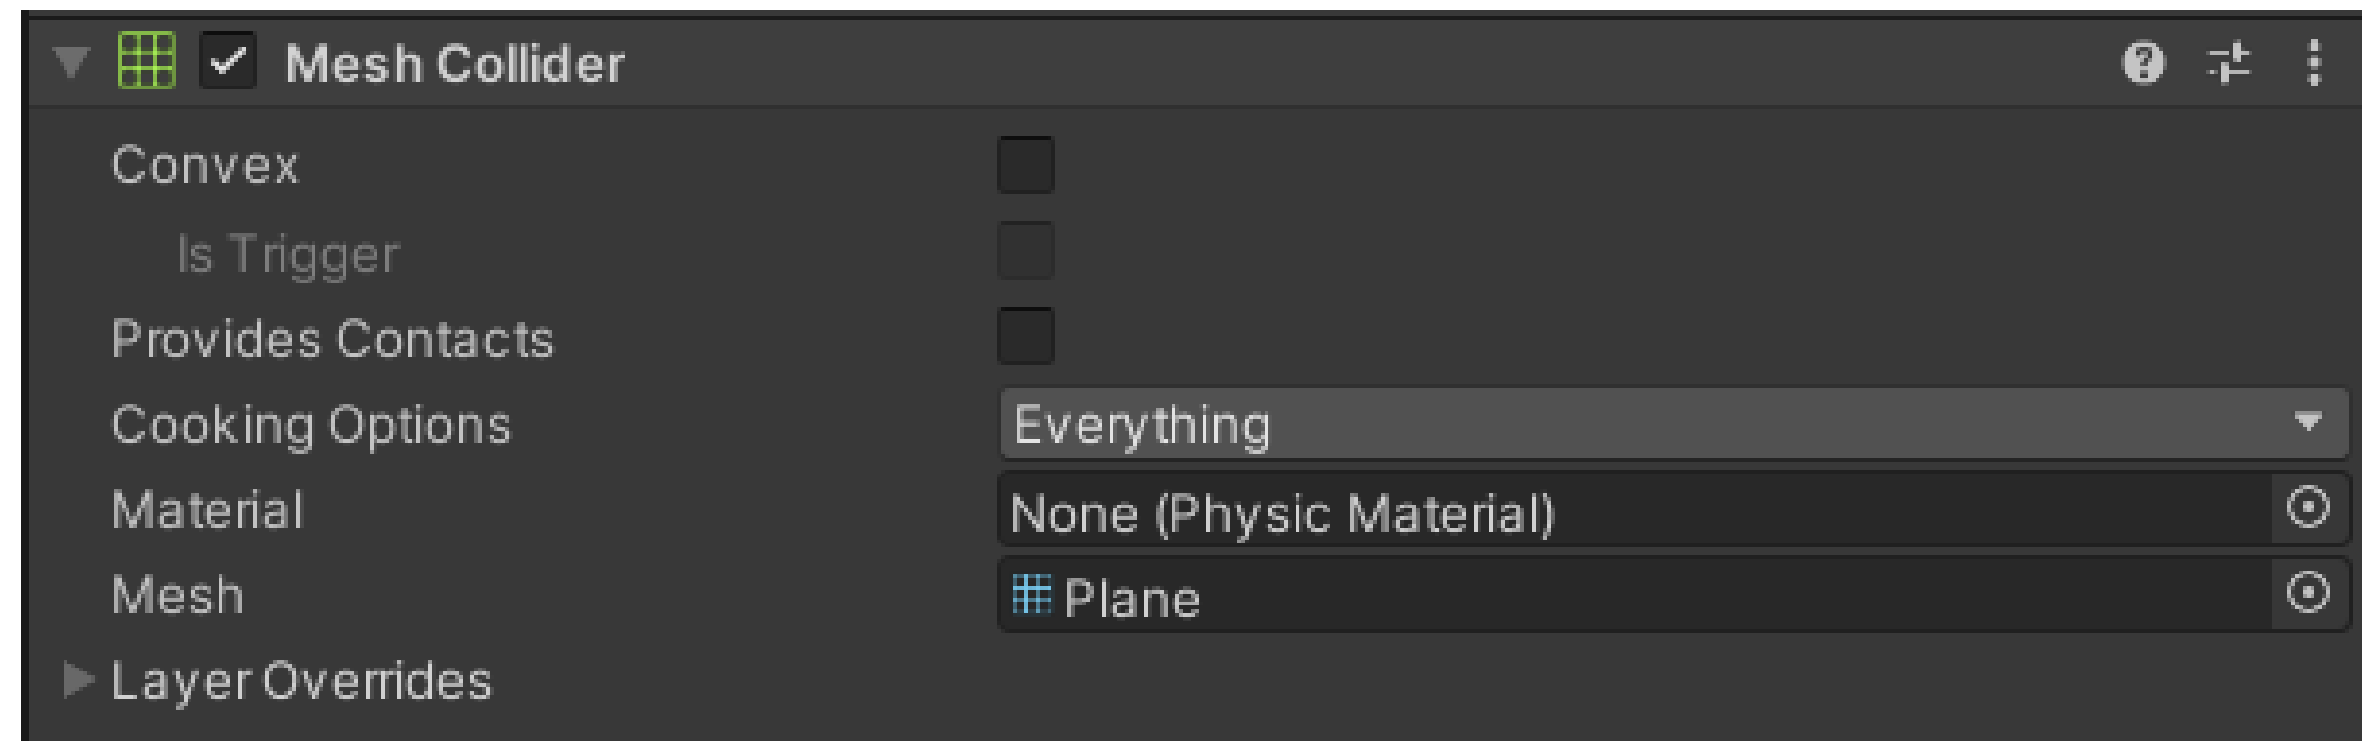 Mesh Collider
Convex
Is Trigger
Provides Contacts
Cooking Options Everything
Material None (Physic Material)
Mesh Plane
Layer Overrides